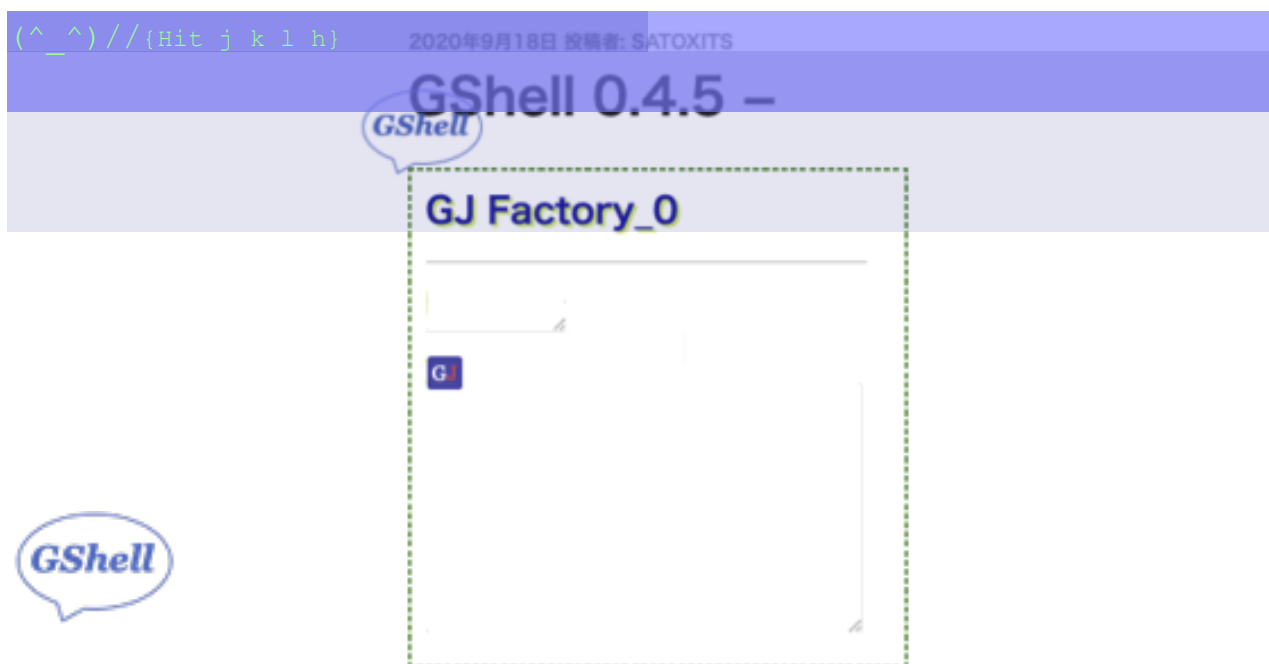 (^_^)//{Hit j k l h}
2020年9月18日 投稿者: SATOXITS
GShell 0.4.5 –
GShell
GJ Factory_0
GJ
GShell